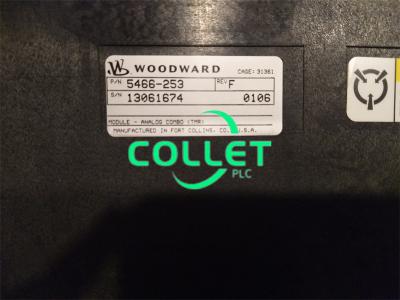 WOODWARD CAGE: 31361
P/N 5466-253 REV F
S/N 13061674 0106
MODULE - ANALOG COMBO (TMR)
MANUFACTURED IN FORT COLLINS, CO., U.S.A.
COLLET
PLC